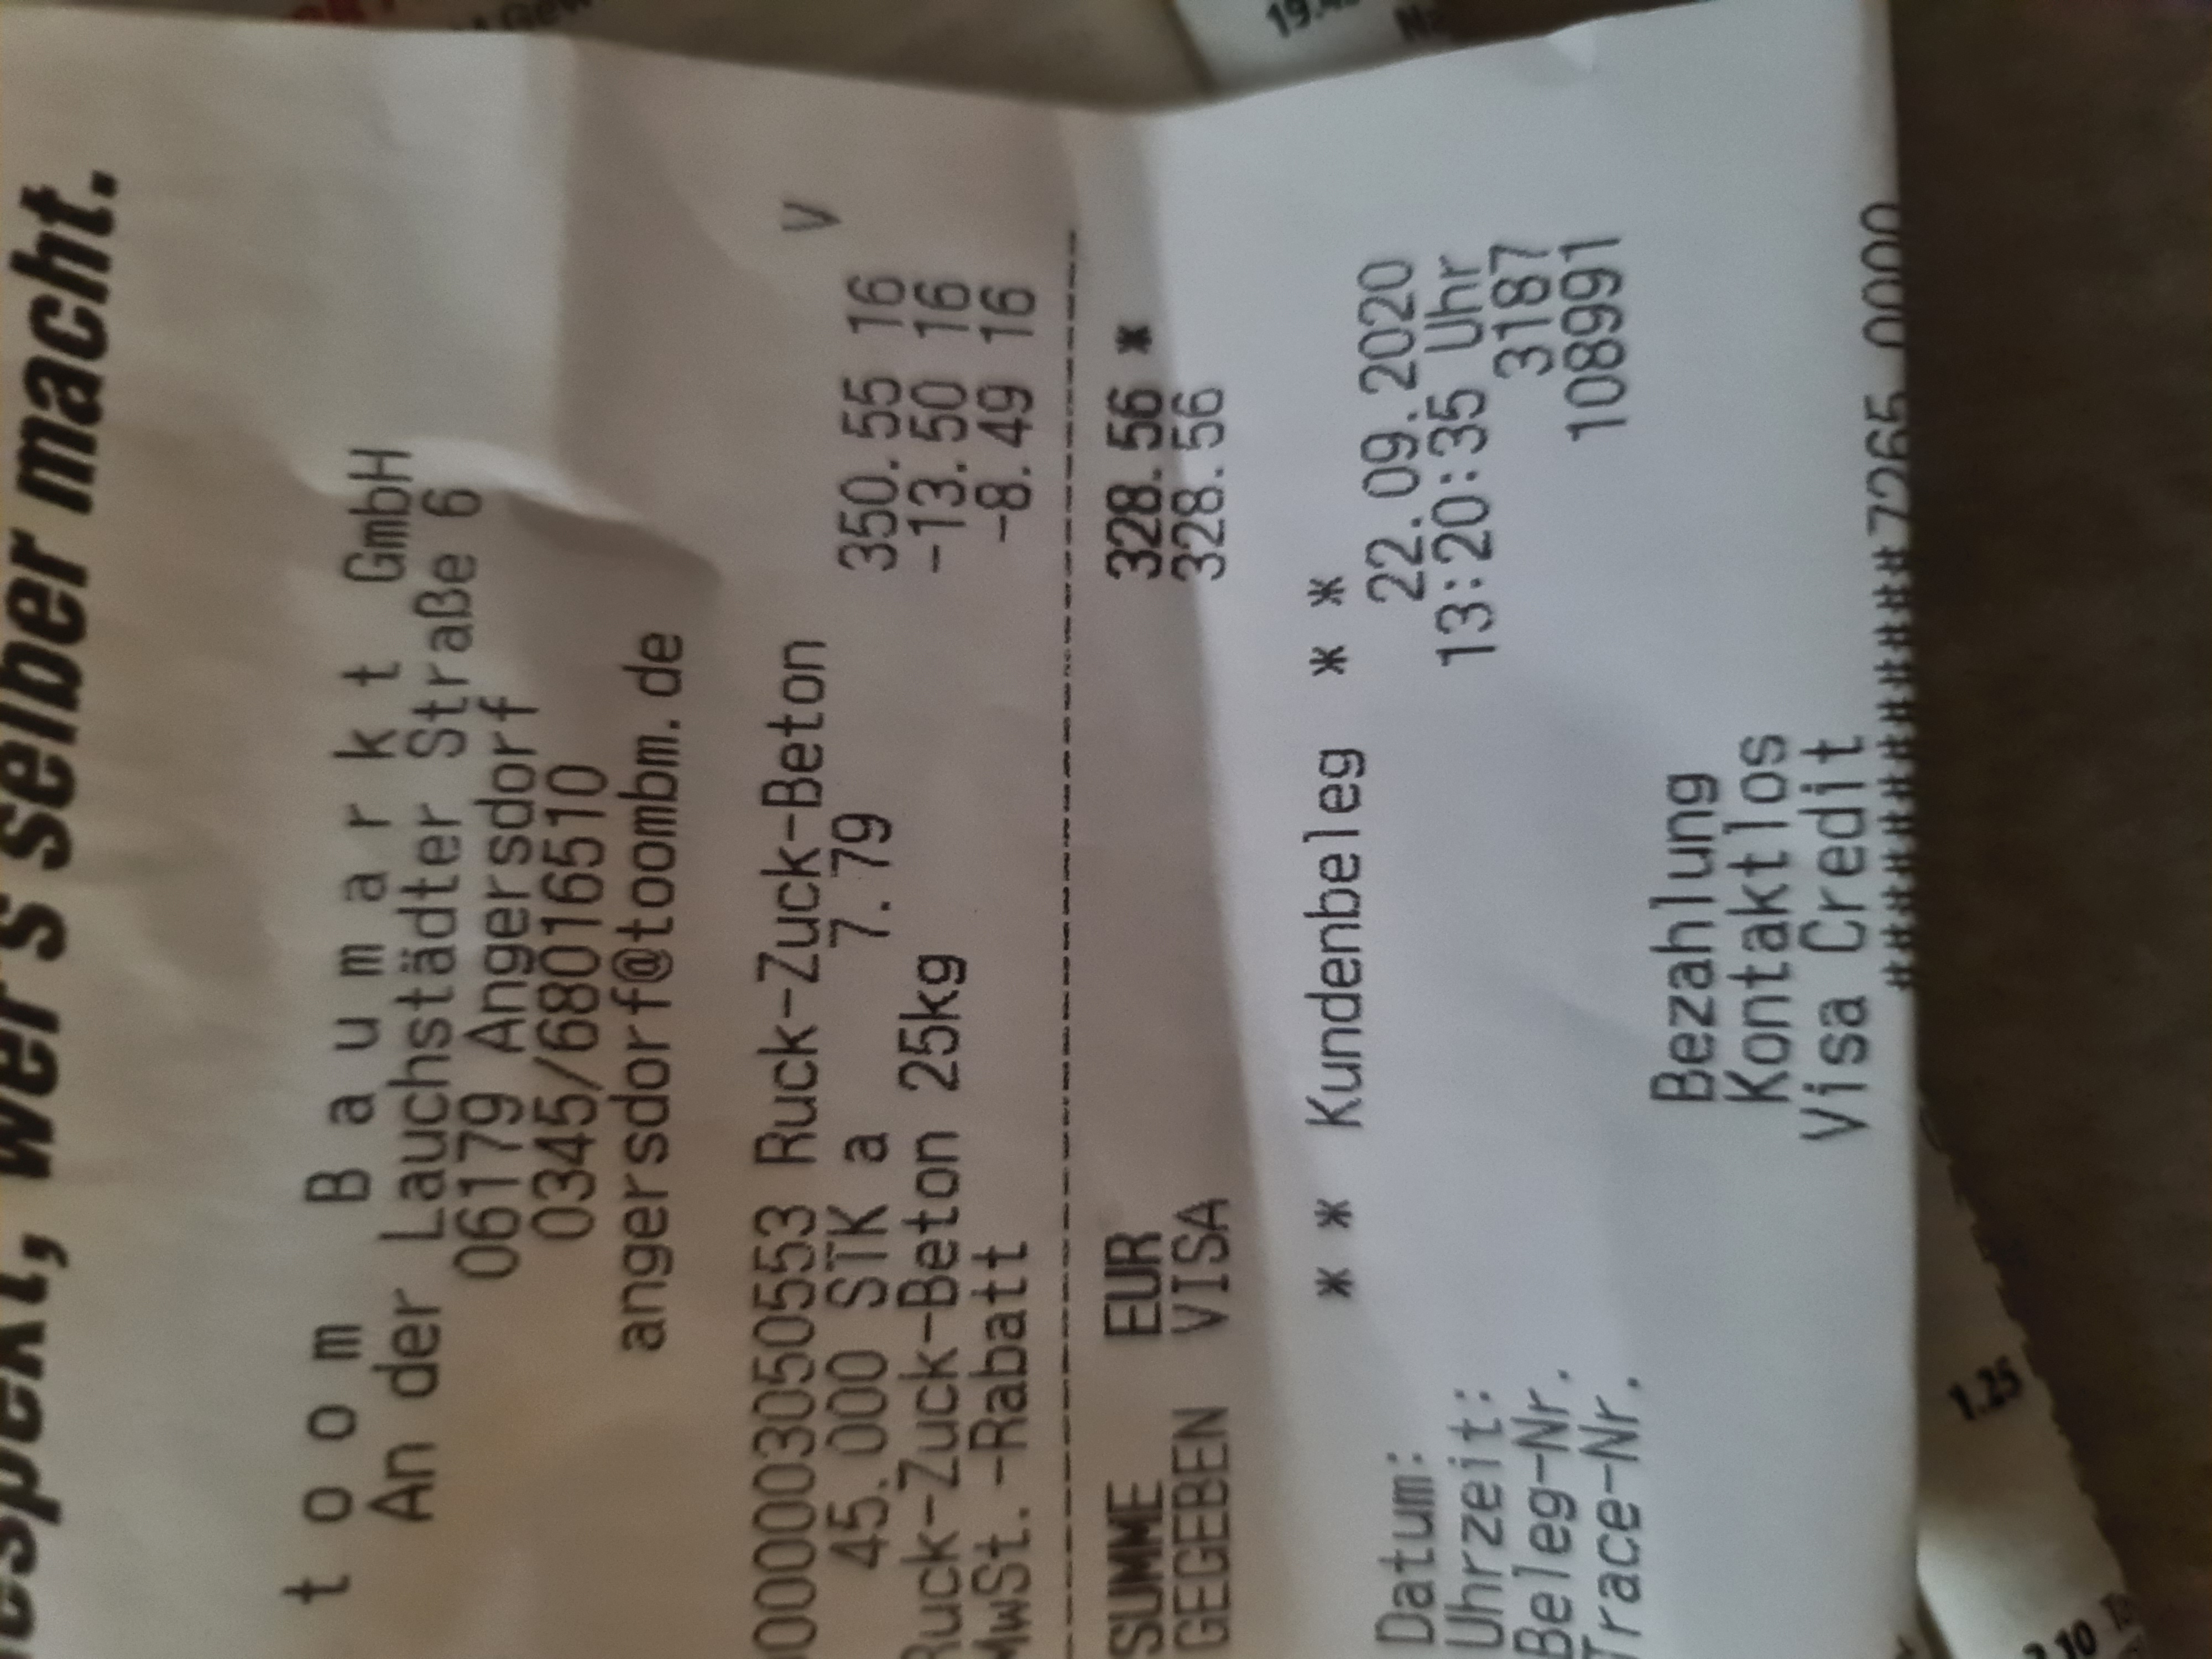 wer's selber macht.
t o o m  B a u m a r k t  GmbH
An der Lauchstädter Straße 6
06179 Angersdorf
0345/68016510
angersdorf@toombm.de
V
Ruck-Zuck-Beton
45.000 STK a 7.79 350.55 16
Ruck-Zuck-Beton 25kg -13.50 16
MwSt.-Rabatt -8.49 16
SUMME EUR 328.56 *
GEGEBEN VISA 328.56
* * Kundenbeleg * *
Datum: 22.09.2020
Uhrzeit: 13:20:35 Uhr
Beleg-Nr. 3187
Trace-Nr. 108991
Bezahlung
Kontaktlos
Visa Credit
1.25